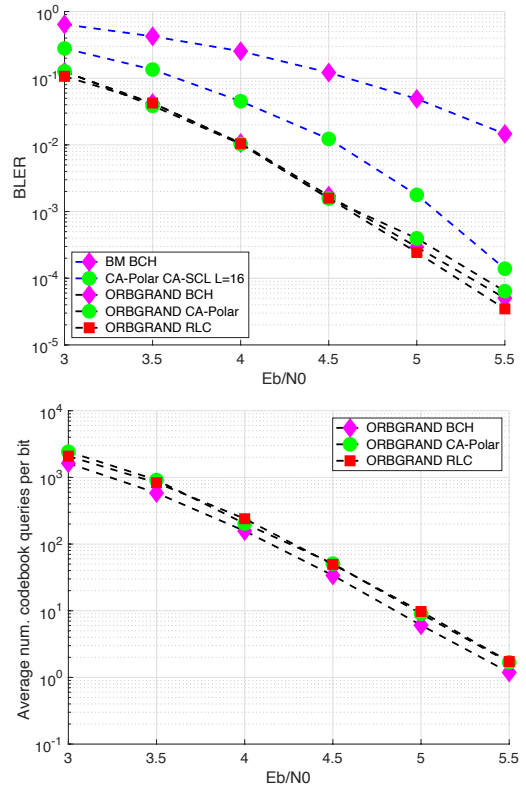 10^0
10^-1
10^-2
10^-3
10^-4
10^-5
BLER
BM BCH
CA-Polar CA-SCL L=16
ORBGRAND BCH
ORBGRAND CA-Polar
ORBGRAND RLC
3 3.5 4 4.5 5 5.5
Eb/N0
10^4
10^3
10^2
10^1
10^0
10^-1
Average num. codebook queries per bit
ORBGRAND BCH
ORBGRAND CA-Polar
ORBGRAND RLC
3 3.5 4 4.5 5 5.5
Eb/N0